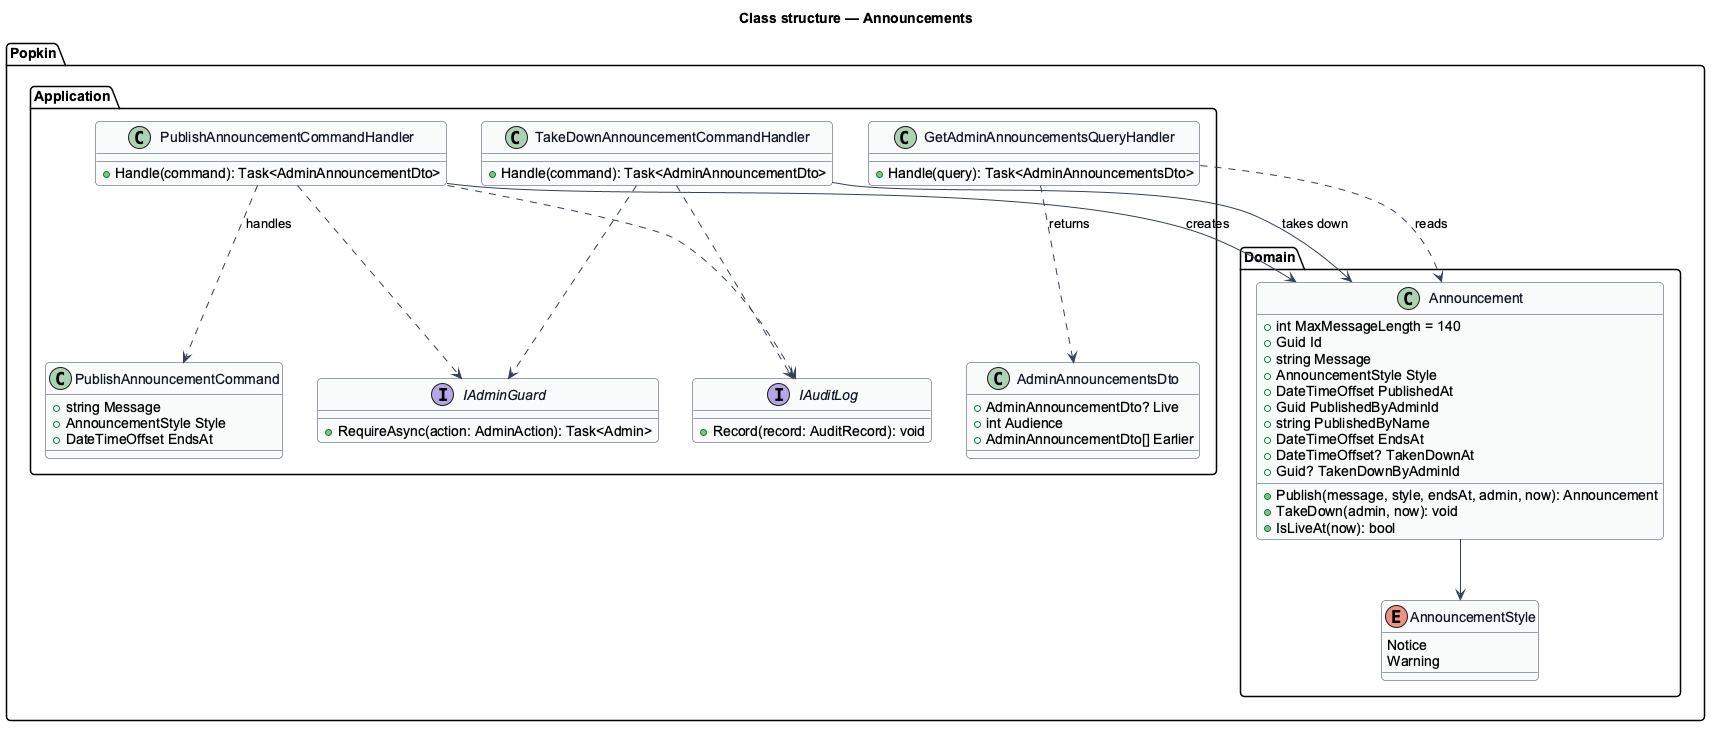 Class structure — Announcements
Popkin
Application
C PublishAnnouncementCommandHandler
Handle(command): Task<AdminAnnouncementDto>
C TakeDownAnnouncementCommandHandler
Handle(command): Task<AdminAnnouncementDto>
C GetAdminAnnouncementsQueryHandler
Handle(query): Task<AdminAnnouncementsDto>
handles
returns
creates
takes down
reads
C PublishAnnouncementCommand
string Message
AnnouncementStyle Style
DateTimeOffset EndsAt
I IAdminGuard
RequireAsync(action: AdminAction): Task<Admin>
I IAuditLog
Record(record: AuditRecord): void
C AdminAnnouncementsDto
AdminAnnouncementDto? Live
int Audience
AdminAnnouncementDto[] Earlier
Domain
C Announcement
int MaxMessageLength = 140
Guid Id
string Message
AnnouncementStyle Style
DateTimeOffset PublishedAt
Guid PublishedByAdminId
string PublishedByName
DateTimeOffset EndsAt
DateTimeOffset? TakenDownAt
Guid? TakenDownByAdminId
Publish(message, style, endsAt, admin, now): Announcement
TakeDown(admin, now): void
IsLiveAt(now): bool
E AnnouncementStyle
Notice
Warning